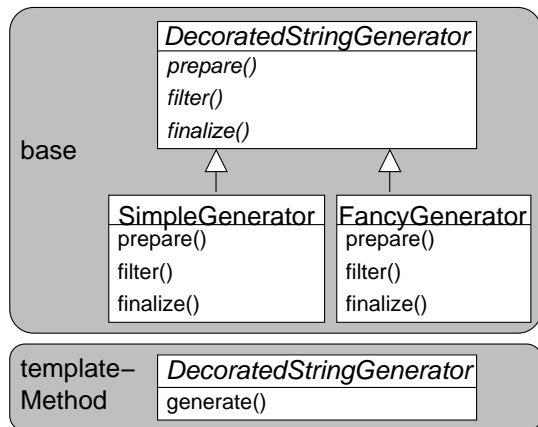 DecoratedStringGenerator
prepare()
filter()
finalize()
base
SimpleGenerator
prepare()
filter()
finalize()
FancyGenerator
prepare()
filter()
finalize()
template–
Method
DecoratedStringGenerator
generate()